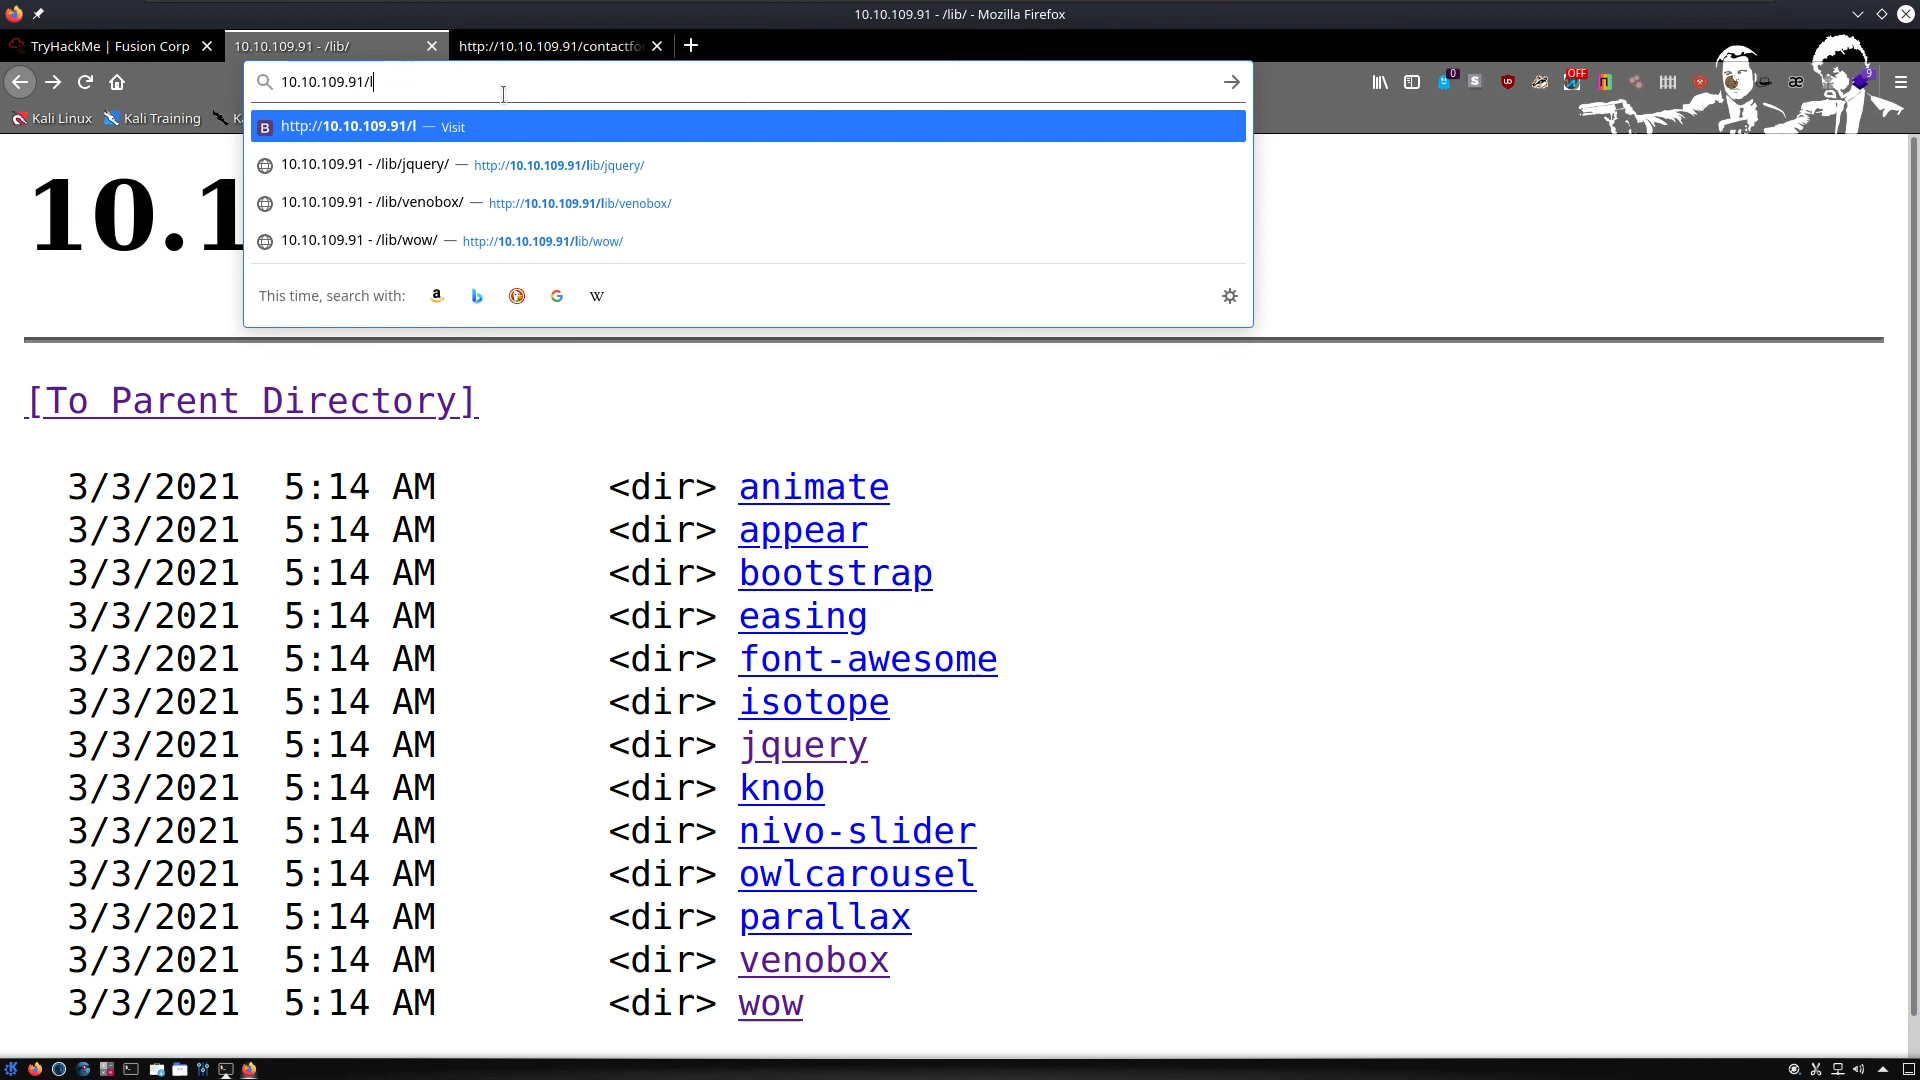 10.10.109.91 - /lib/ - Mozilla Firefox
TryHackMe | Fusion Corp
10.10.109.91 - /lib/
http://10.10.109.91/contactfo
10.10.109.91/l
0
OFF
9
Kali Linux
Kali Training
http://10.10.109.91/l — Visit
10.10.109.91 - /lib/jquery/ — http://10.10.109.91/lib/jquery/
10.10.109.91 - /lib/venobox/ — http://10.10.109.91/lib/venobox/
10.10.109.91 - /lib/wow/ — http://10.10.109.91/lib/wow/
This time, search with:
10.1
[To Parent Directory]
3/3/2021 5:14 AM <dir> animate
3/3/2021 5:14 AM <dir> appear
3/3/2021 5:14 AM <dir> bootstrap
3/3/2021 5:14 AM <dir> easing
3/3/2021 5:14 AM <dir> font-awesome
3/3/2021 5:14 AM <dir> isotope
3/3/2021 5:14 AM <dir> jquery
3/3/2021 5:14 AM <dir> knob
3/3/2021 5:14 AM <dir> nivo-slider
3/3/2021 5:14 AM <dir> owlcarousel
3/3/2021 5:14 AM <dir> parallax
3/3/2021 5:14 AM <dir> venobox
3/3/2021 5:14 AM <dir> wow